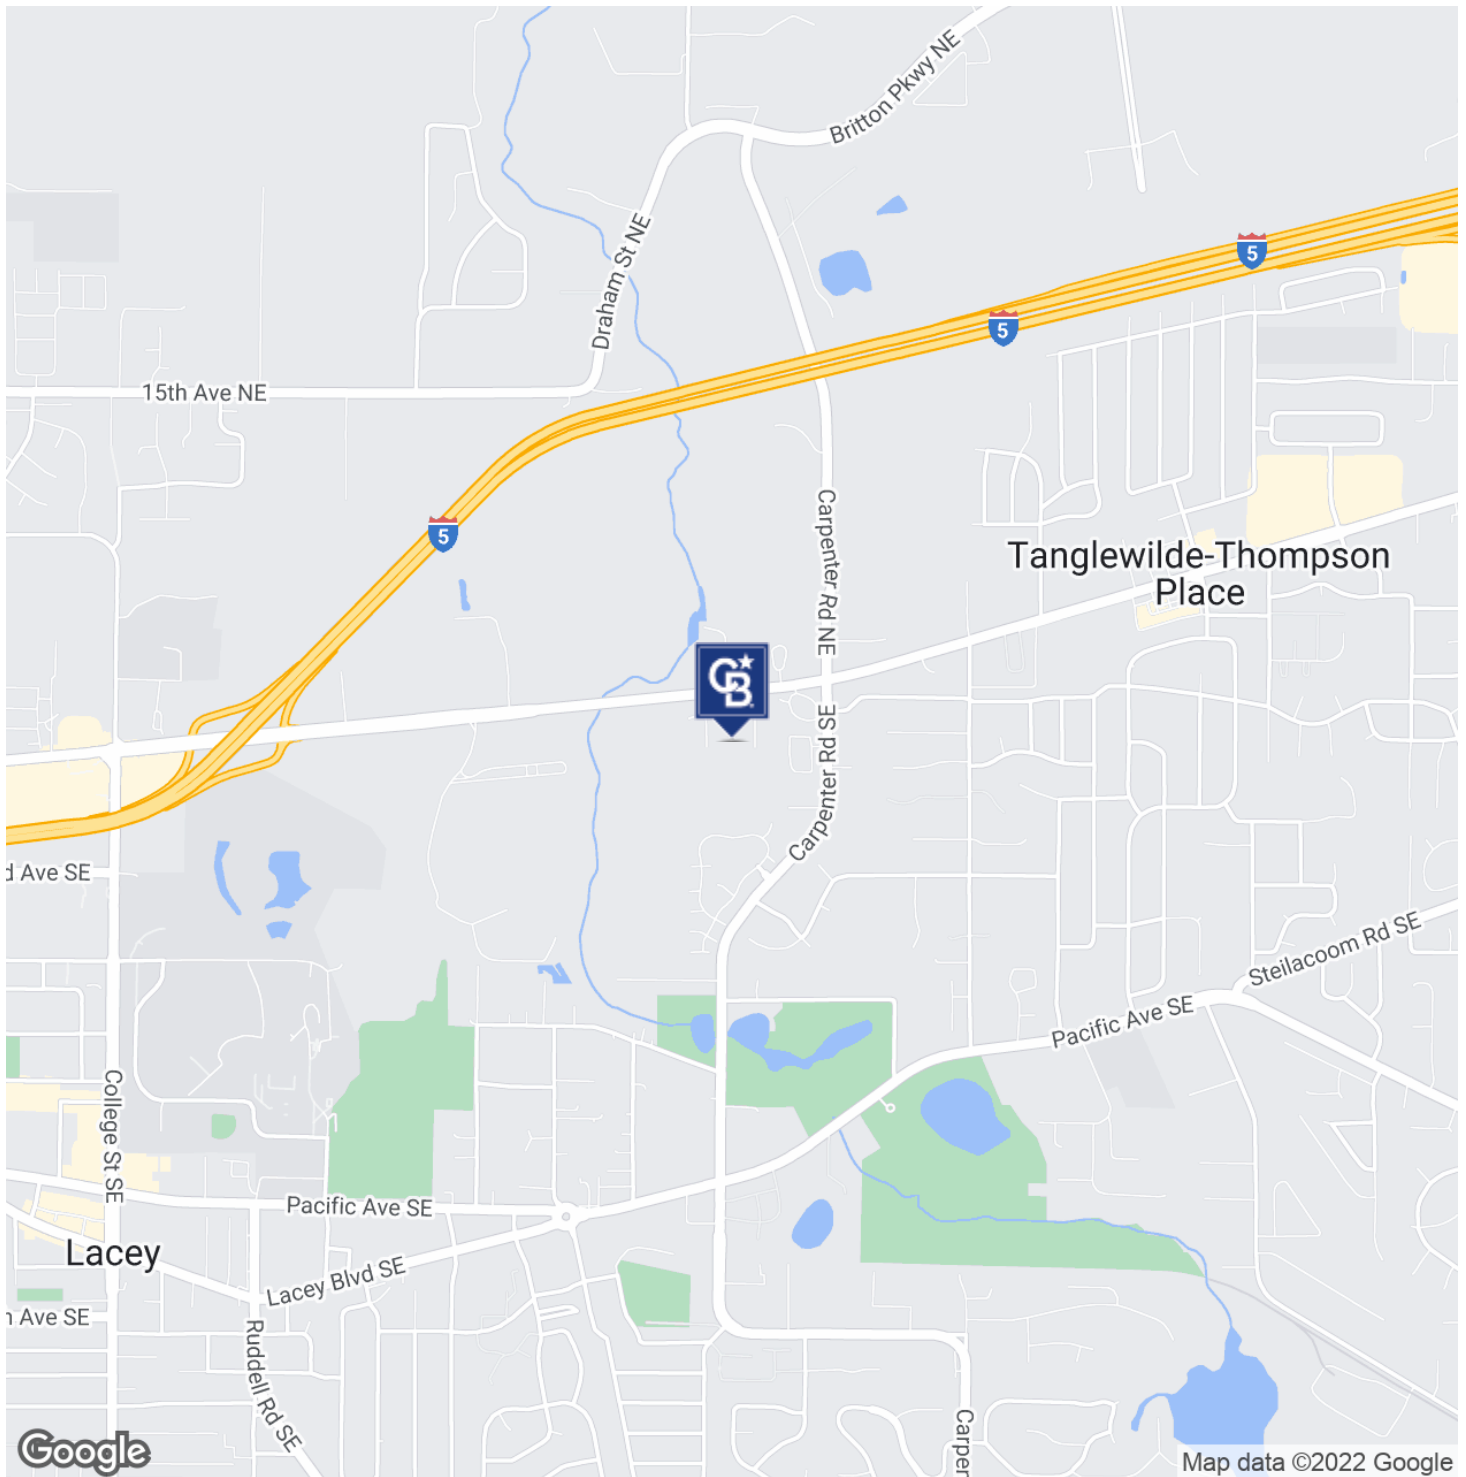 Britton Pkwy NE
Draham St NE
5
5
15th Ave NE
5
Carpenter Rd NE
Tanglewilde-Thompson
Place
CB
Carpenter Rd SE
d Ave SE
Steilacoom Rd SE
Pacific Ave SE
College St SE
Pacific Ave SE
Lacey
Lacey Blvd SE
h Ave SE
Ruddell Rd SE
Carper
Google
Map data ©2022 Google